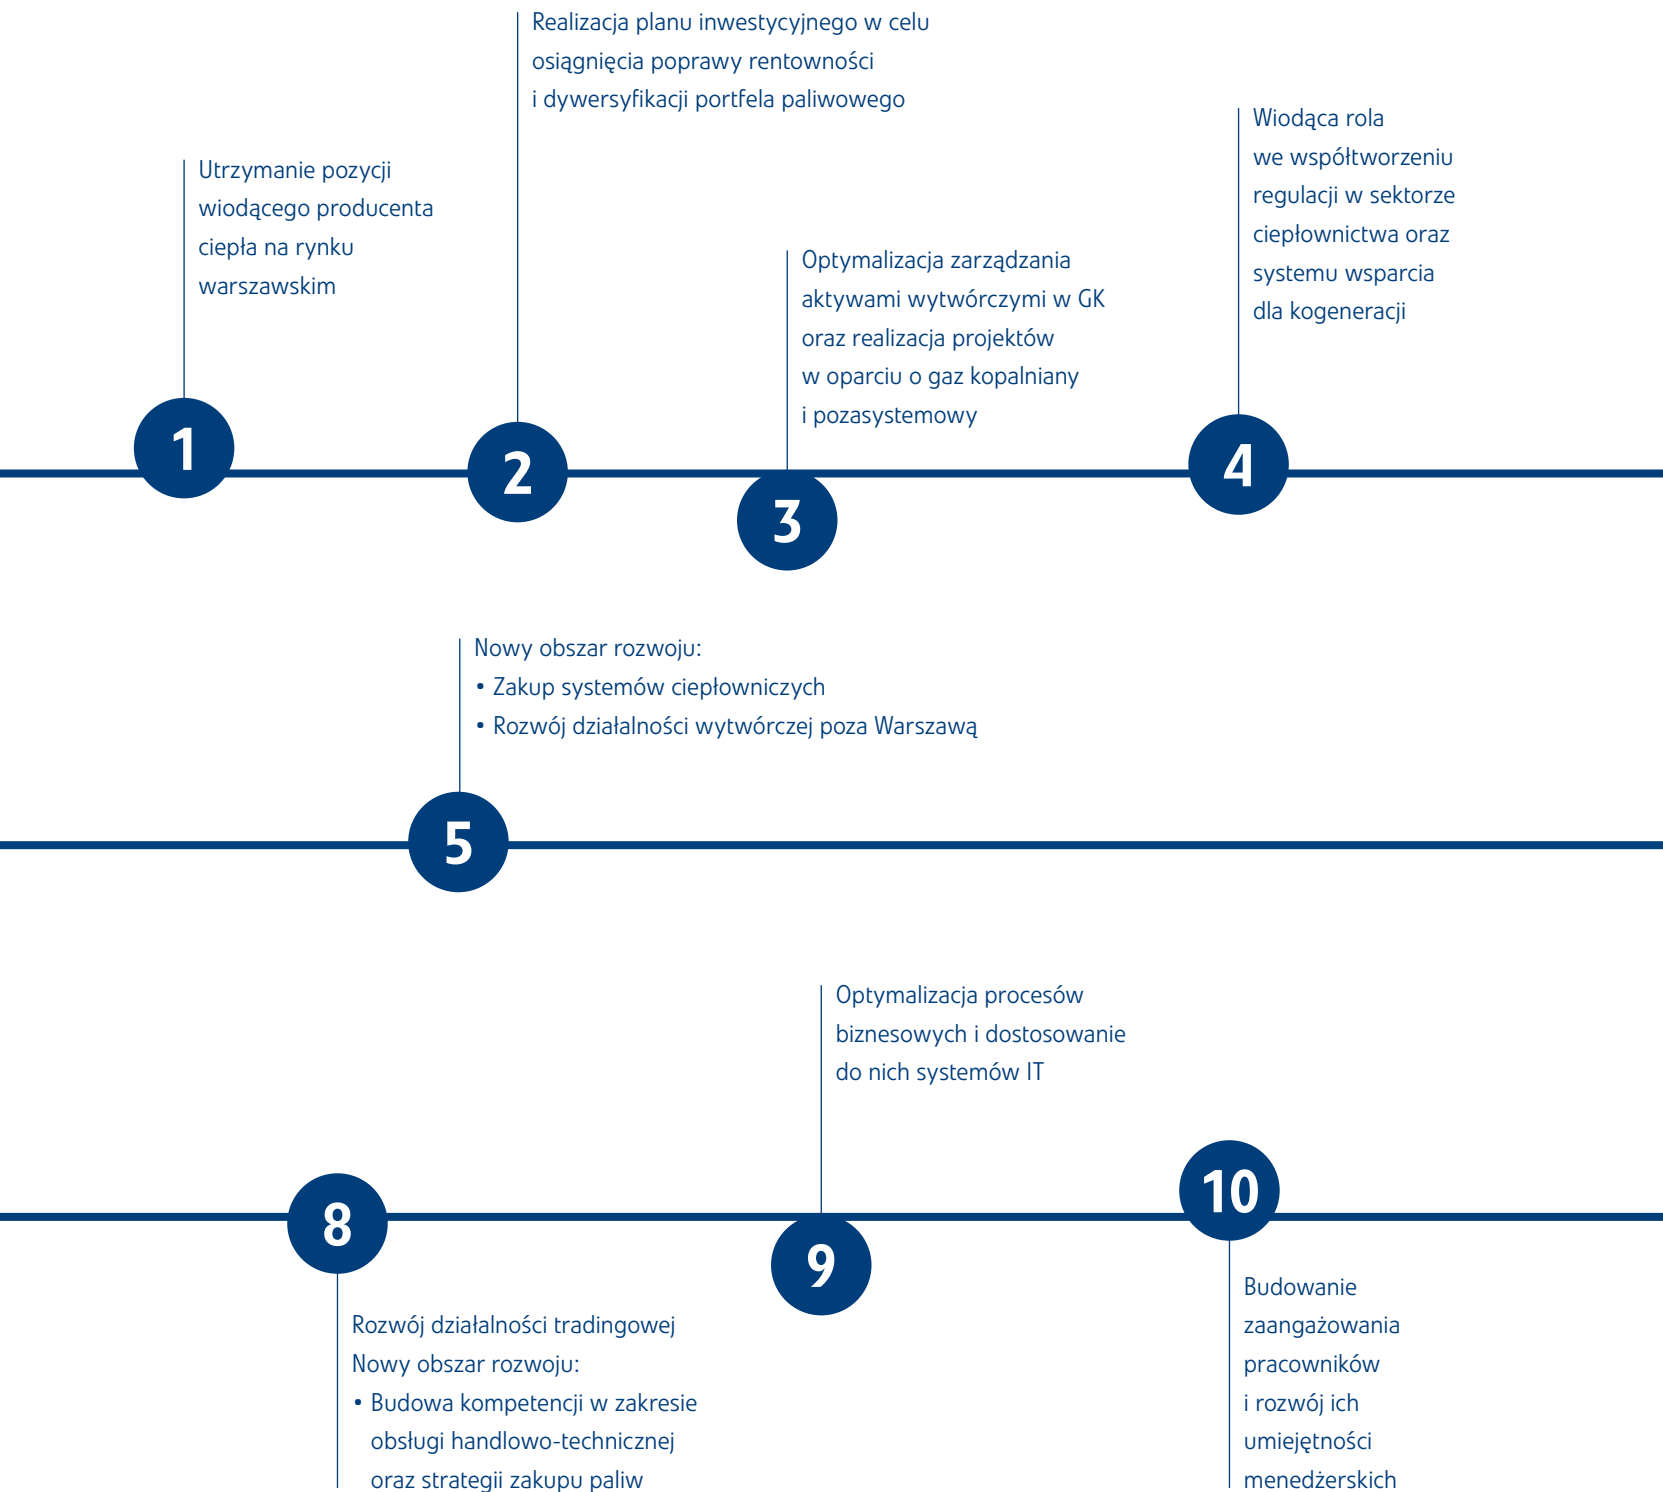 Realizacja planu inwestycyjnego w celu
osiągnięcia poprawy rentowności
i dywersyfikacji portfela paliwowego
Utrzymanie pozycji
wiodącego producenta
ciepła na rynku
warszawskim
Optymalizacja zarządzania
aktywami wytwórczymi w GK
oraz realizacja projektów
w oparciu o gaz kopalniany
i pozasystemowy
Wiodąca rola
we współtworzeniu
regulacji w sektorze
ciepłownictwa oraz
systemu wsparcia
dla kogeneracji
1
2
3
4
Nowy obszar rozwoju:
• Zakup systemów ciepłowniczych
• Rozwój działalności wytwórczej poza Warszawą
5
Optymalizacja procesów
biznesowych i dostosowanie
do nich systemów IT
8
9
10
Rozwój działalności tradingowej
Nowy obszar rozwoju:
• Budowa kompetencji w zakresie
obsługi handlowo-technicznej
oraz strategii zakupu paliw
Budowanie
zaangażowania
pracowników
i rozwój ich
umiejętności
menedżerskich